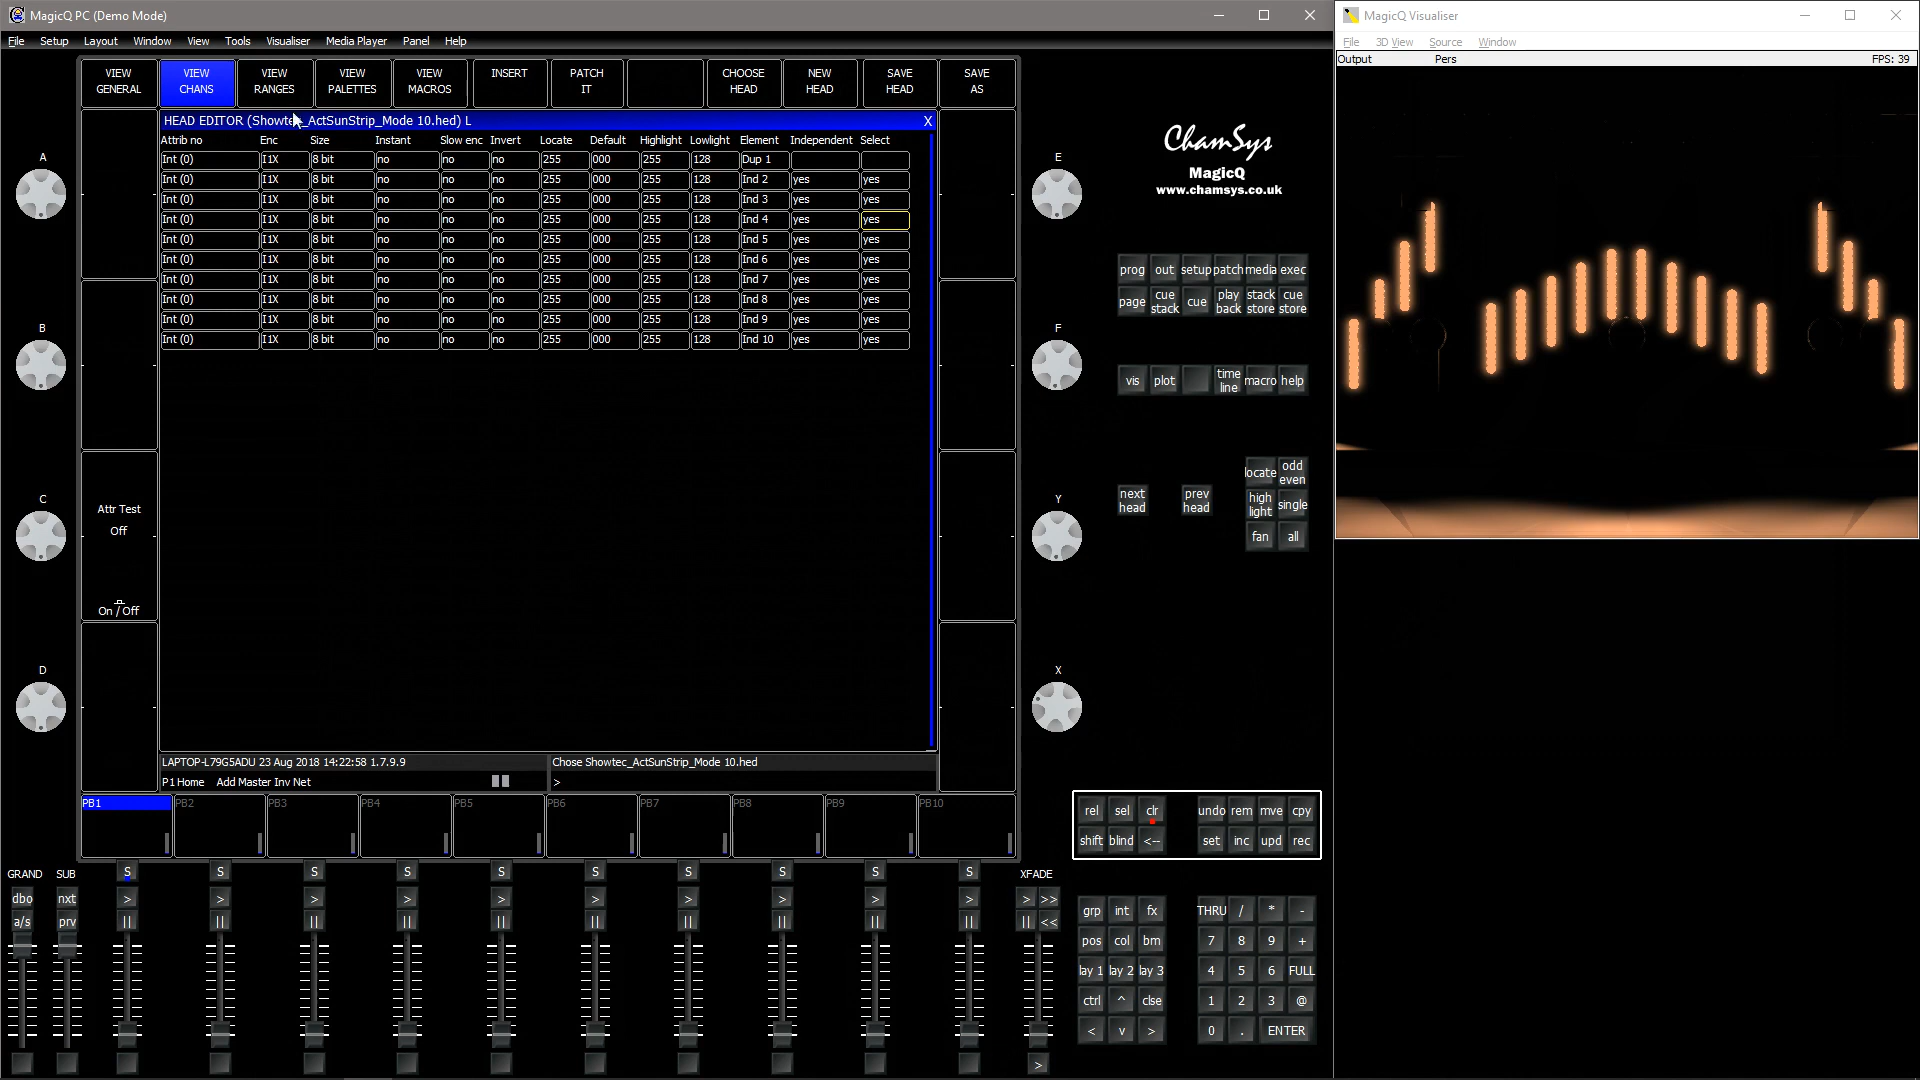 MagicQ PC (Demo Mode)
File Setup Layout Window View Tools Visualiser Media Player Panel Help
VIEW GENERAL
VIEW CHANS
VIEW RANGES
VIEW PALETTES
VIEW MACROS
INSERT
PATCH IT
CHOOSE HEAD
NEW HEAD
SAVE HEAD
SAVE AS
HEAD EDITOR (Showtec_ActSunStrip_Mode 10.hed) L X
Attrib no Enc Size Instant Slow enc Invert Locate Default Highlight Lowlight Element Independent Select
Int (0) I1X 8 bit no no no 255 000 255 128 Dup 1
Int (0) I1X 8 bit no no no 255 000 255 128 Ind 2 yes yes
Int (0) I1X 8 bit no no no 255 000 255 128 Ind 3 yes yes
Int (0) I1X 8 bit no no no 255 000 255 128 Ind 4 yes yes
Int (0) I1X 8 bit no no no 255 000 255 128 Ind 5 yes yes
Int (0) I1X 8 bit no no no 255 000 255 128 Ind 6 yes yes
Int (0) I1X 8 bit no no no 255 000 255 128 Ind 7 yes yes
Int (0) I1X 8 bit no no no 255 000 255 128 Ind 8 yes yes
Int (0) I1X 8 bit no no no 255 000 255 128 Ind 9 yes yes
Int (0) I1X 8 bit no no no 255 000 255 128 Ind 10 yes yes
A
B
C
D
Attr Test
Off
On / Off
LAPTOP-L79G5ADU 23 Aug 2018 14:22:58 1.7.9.9
Chose Showtec_ActSunStrip_Mode 10.hed
P1 Home Add Master Inv Net
>
PB1 PB2 PB3 PB4 PB5 PB6 PB7 PB8 PB9 PB10
GRAND SUB S S S S S S S S S S XFADE
dbo nxt > > > > > > > > > > > >>
a/s prv || || || || || || || || || || || <<
>
E
F
Y
X
ChamSys
MagicQ
www.chamsys.co.uk
prog out setup patch media exec
page cue stack cue play back stack store cue store
vis plot time line macro help
next head prev head
locate odd even
high light single
fan all
rel sel clr undo rem mve cpy
shift blind <-- set inc upd rec
grp int fx THRU / * -
pos col bm 7 8 9 +
lay 1 lay 2 lay 3 4 5 6 FULL
ctrl ^ clse 1 2 3 @
< v > 0 . ENTER
MagicQ Visualiser
File 3D View Source Window
Output Pers FPS: 39